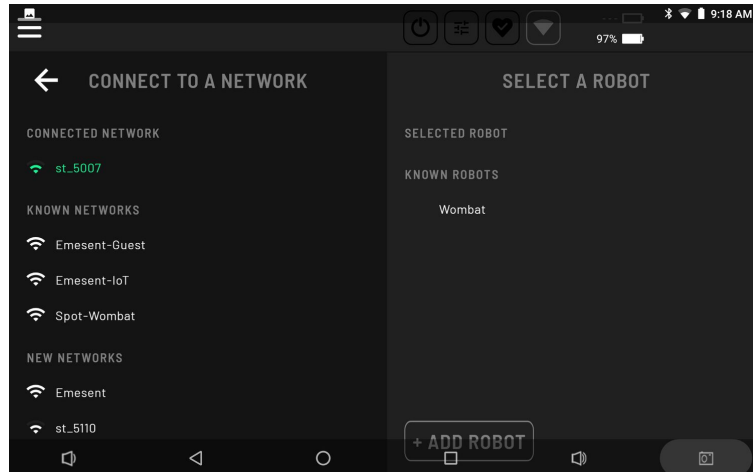 9:18 AM
---
97%
CONNECT TO A NETWORK
CONNECTED NETWORK
st_5007
KNOWN NETWORKS
Emesent-Guest
Emesent-IoT
Spot-Wombat
NEW NETWORKS
Emesent
st_5110
SELECT A ROBOT
SELECTED ROBOT
KNOWN ROBOTS
Wombat
+ ADD ROBOT